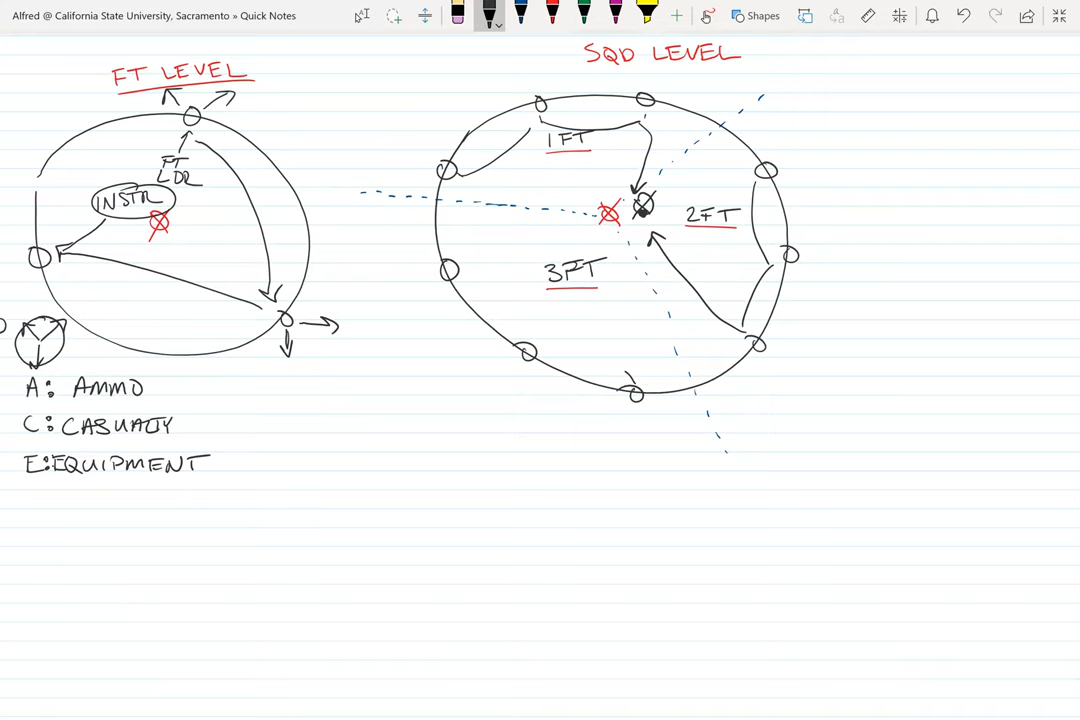 Alfred @ California State University, Sacramento » Quick Notes
Shapes
FT LEVEL
SQD LEVEL
FT
LDR
INSTR
1FT
2FT
3FT
A: AMMO
C: CASUALTY
E: EQUIPMENT